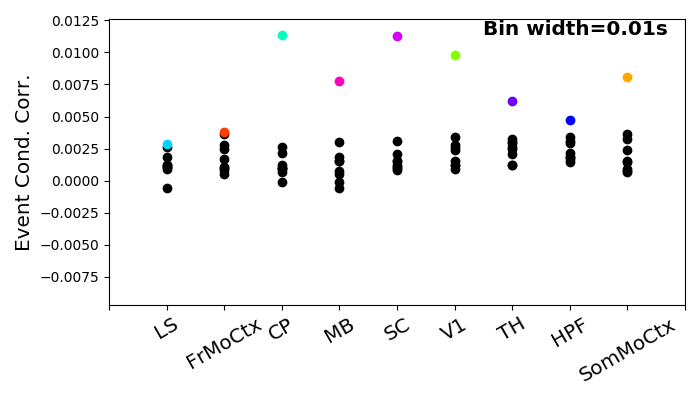 Bin width=0.01s
Event Cond. Corr.
0.0125
0.0100
0.0075
0.0050
0.0025
0.0000
−0.0025
−0.0050
−0.0075
LS
FrMoCtx
CP
MB
SC
V1
TH
HPF
SomMoCtx